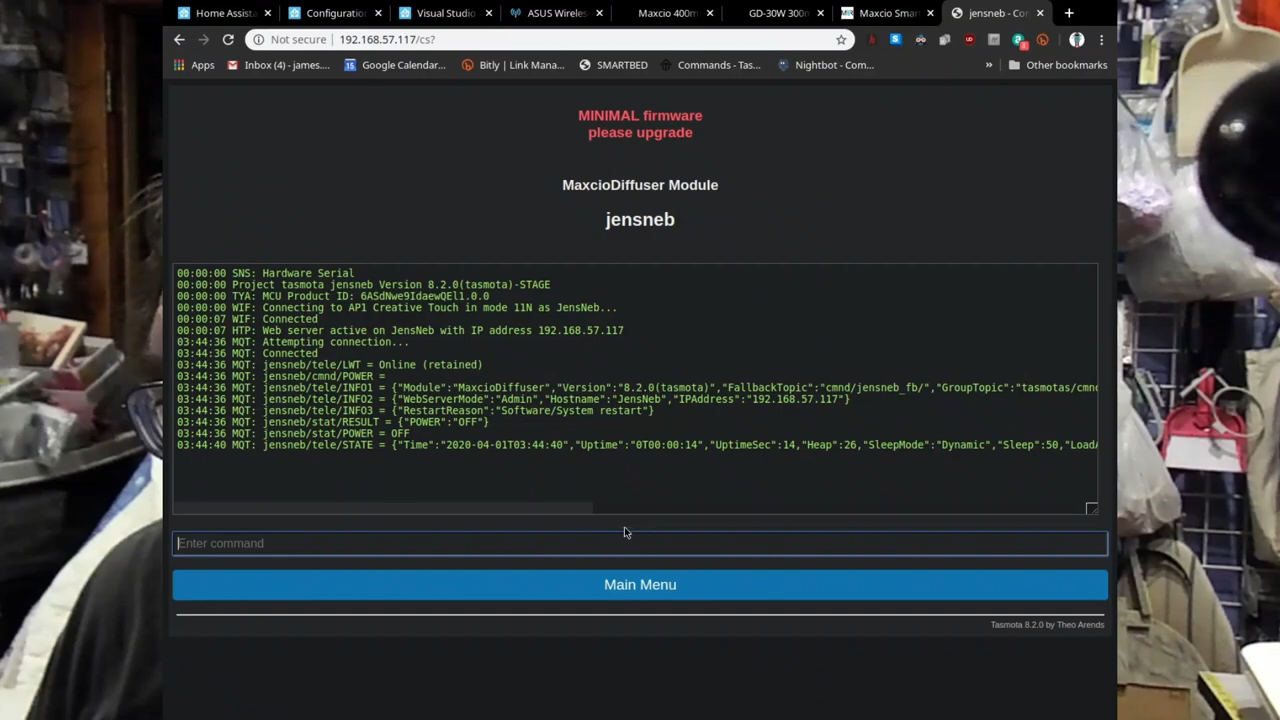 Home Assista
Configuration
Visual Studio
ASUS Wireles
Maxcio 400m
GD-30W 300m
Maxcio Smar
jensneb - Con
Not secure
192.168.57.117/cs?
Apps
Inbox (4) - james....
Google Calendar...
Bitly | Link Mana...
SMARTBED
Commands - Tas...
Nightbot - Com...
»
Other bookmarks
MINIMAL firmware
please upgrade
MaxcioDiffuser Module
jensneb
00:00:00 SNS: Hardware Serial
00:00:00 Project tasmota jensneb Version 8.2.0(tasmota)-STAGE
00:00:00 TYA: MCU Product ID: 6ASdNwe9IdaewQEl1.0.0
00:00:00 WIF: Connecting to AP1 Creative Touch in mode 11N as JensNeb...
00:00:07 WIF: Connected
00:00:07 HTP: Web server active on JensNeb with IP address 192.168.57.117
03:44:36 MQT: Attempting connection...
03:44:36 MQT: Connected
03:44:36 MQT: jensneb/tele/LWT = Online (retained)
03:44:36 MQT: jensneb/cmnd/POWER =
03:44:36 MQT: jensneb/tele/INFO1 = {"Module":"MaxcioDiffuser","Version":"8.2.0(tasmota)","FallbackTopic":"cmnd/jensneb_fb/","GroupTopic":"tasmotas/cmnd
03:44:36 MQT: jensneb/tele/INFO2 = {"WebServerMode":"Admin","Hostname":"JensNeb","IPAddress":"192.168.57.117"}
03:44:36 MQT: jensneb/tele/INFO3 = {"RestartReason":"Software/System restart"}
03:44:36 MQT: jensneb/stat/RESULT = {"POWER":"OFF"}
03:44:36 MQT: jensneb/stat/POWER = OFF
03:44:40 MQT: jensneb/tele/STATE = {"Time":"2020-04-01T03:44:40","Uptime":"0T00:00:14","UptimeSec":14,"Heap":26,"SleepMode":"Dynamic","Sleep":50,"LoadA
Enter command
Main Menu
Tasmota 8.2.0 by Theo Arends